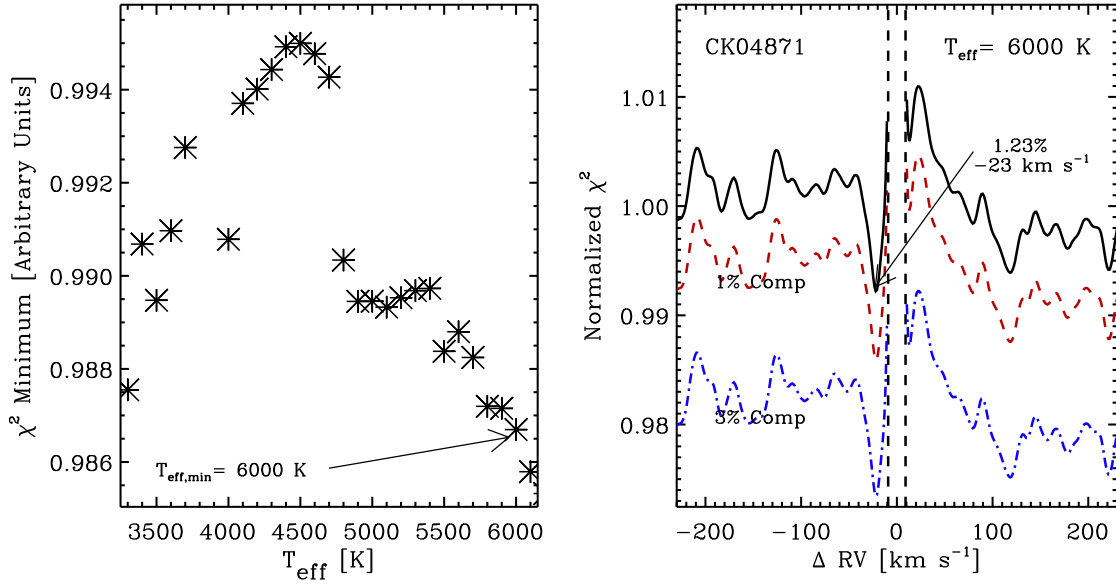 χ² Minimum [Arbitrary Units]
0.994
0.992
0.990
0.988
0.986
T_eff,min= 6000 K
3500 4000 4500 5000 5500 6000
T_eff [K]
Normalized χ²
1.01
1.00
0.99
0.98
CK04871
T_eff= 6000 K
1.23%
−23 km s⁻¹
1% Comp
3% Comp
−200 −100 0 100 200
Δ RV [km s⁻¹]